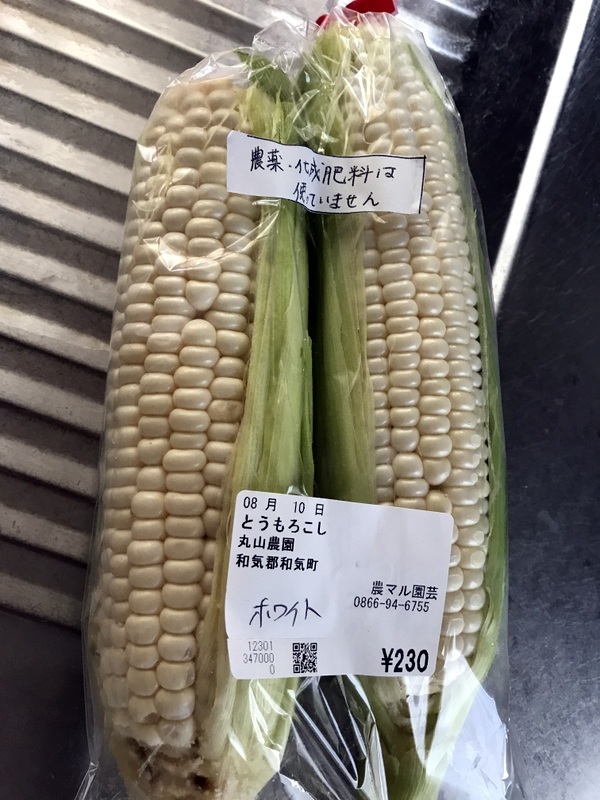 農薬・化成肥料は
使っていません
08 月 10 日
とうもろこし
丸山農園
和気郡和気町
農マル園芸
0866-94-6755
ホワイト
12301
347000
0
¥230